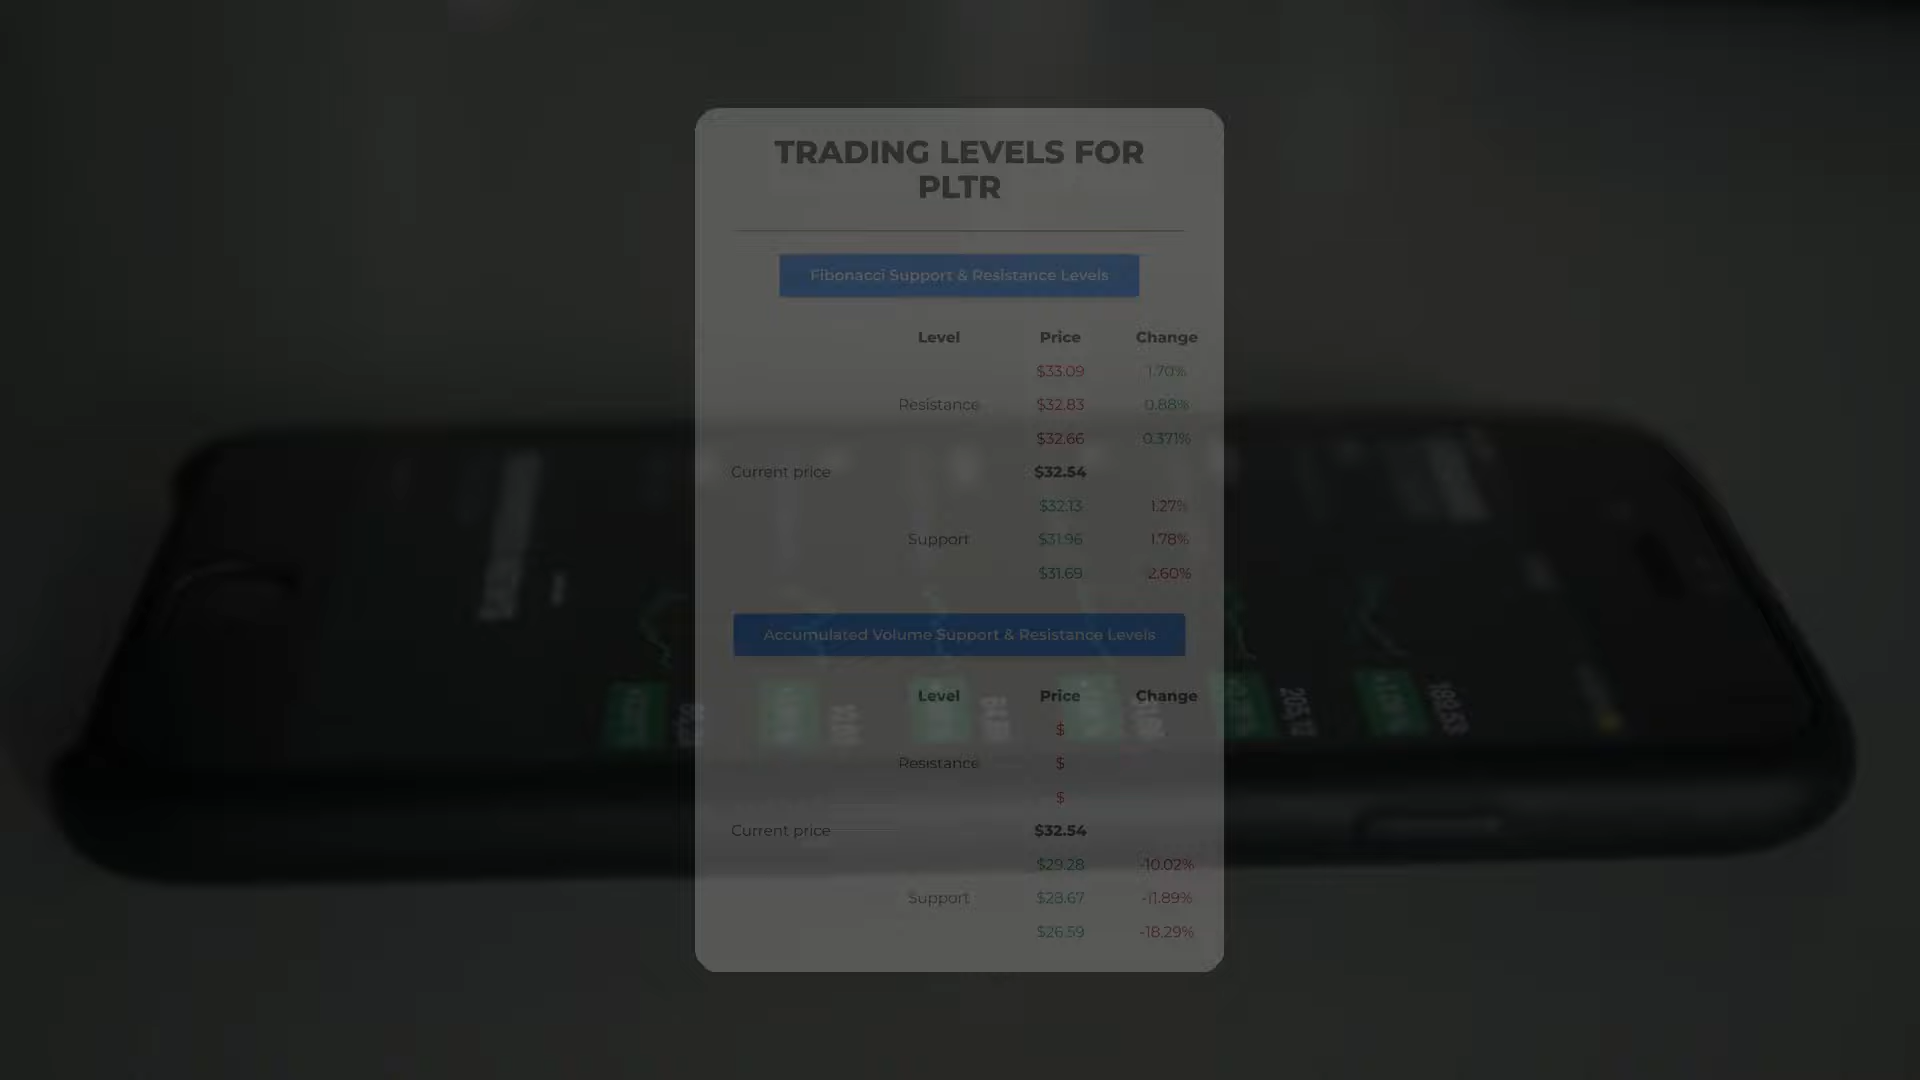 TRADING LEVELS FOR
PLTR
Fibonacci Support & Resistance Levels
Level Price Change
$33.09 1.70%
Resistance $32.83 0.88%
$32.66 0.371%
Current price $32.54
$32.13 1.27%
Support $31.96 1.78%
$31.69 2.60%
Accumulated Volume Support & Resistance Levels
Level Price Change
$
Resistance $
$
Current price $32.54
$29.28 -10.02%
Support $28.67 -11.89%
$26.59 -18.29%
188.53